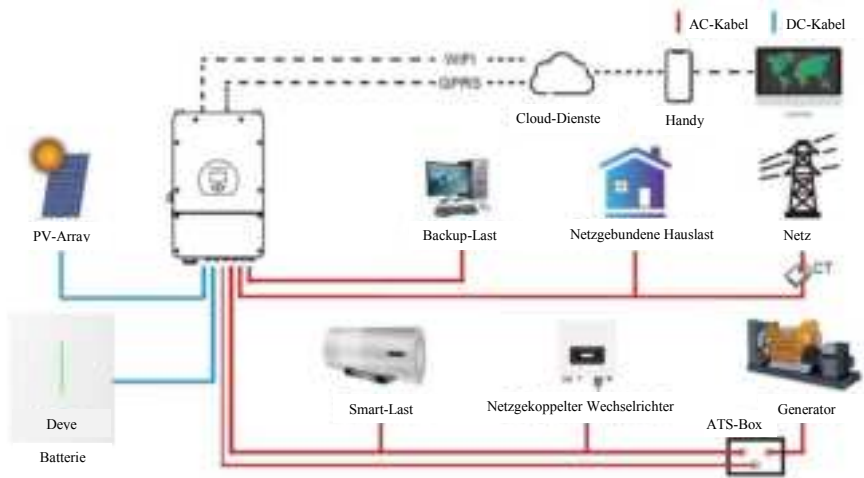 AC-Kabel
DC-Kabel
WIFI
GPRS
Cloud-Dienste
Handy
PV-Array
Backup-Last
Netzgebundene Hauslast
Netz
CT
Smart-Last
Netzgekoppelter Wechselrichter
Generator
Deve
ATS-Box
Batterie